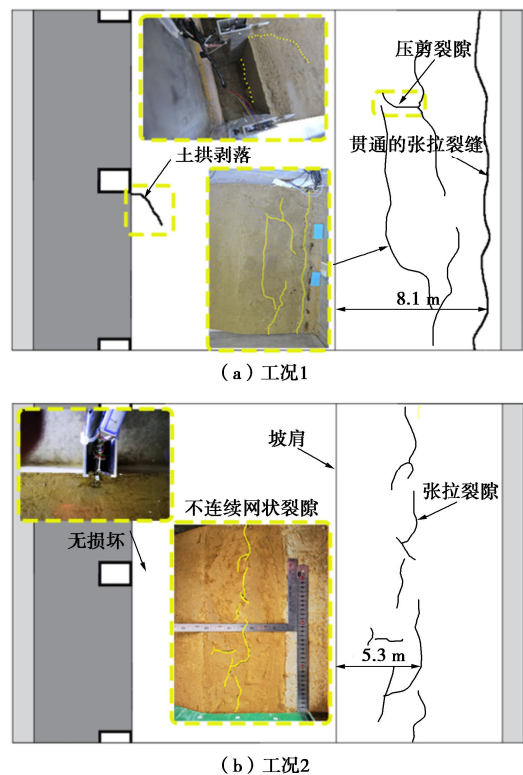 压剪裂隙
土拱剥落
贯通的张拉裂缝
8.1 m
(a)工况1
坡肩
张拉裂隙
不连续网状裂隙
无损坏
5.3 m
(b)工况2